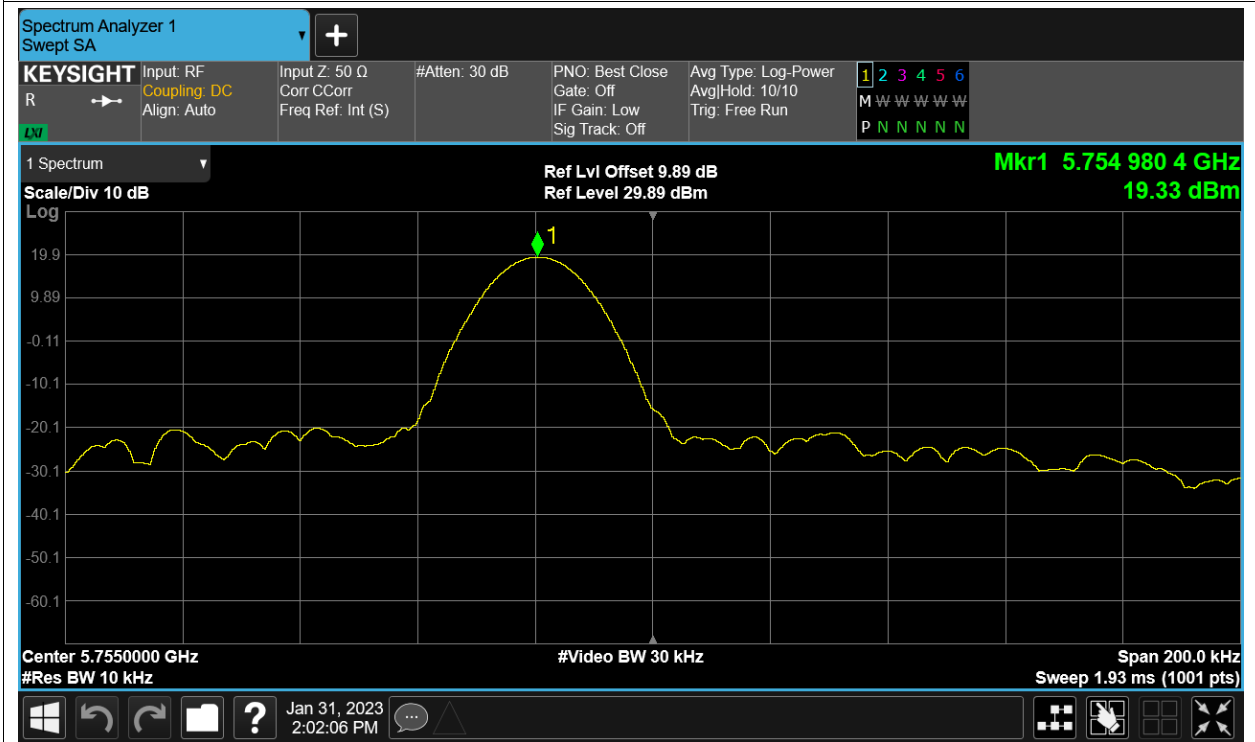 Spectrum Analyzer 1
Swept SA
+
KEYSIGHT
R
LXI
Input: RF
Coupling: DC
Align: Auto
Input Z: 50 Ω
Corr CCorr
Freq Ref: Int (S)
#Atten: 30 dB
PNO: Best Close
Gate: Off
IF Gain: Low
Sig Track: Off
Avg Type: Log-Power
Avg|Hold: 10/10
Trig: Free Run
1 2 3 4 5 6
M W W W W W
P N N N N N
1 Spectrum
Scale/Div 10 dB
Log
Ref Lvl Offset 9.89 dB
Ref Level 29.89 dBm
Mkr1 5.754 980 4 GHz
19.33 dBm
1
19.9
9.89
-0.11
-10.1
-20.1
-30.1
-40.1
-50.1
-60.1
Center 5.7550000 GHz
#Res BW 10 kHz
#Video BW 30 kHz
Span 200.0 kHz
Sweep 1.93 ms (1001 pts)
?
Jan 31, 2023
2:02:06 PM